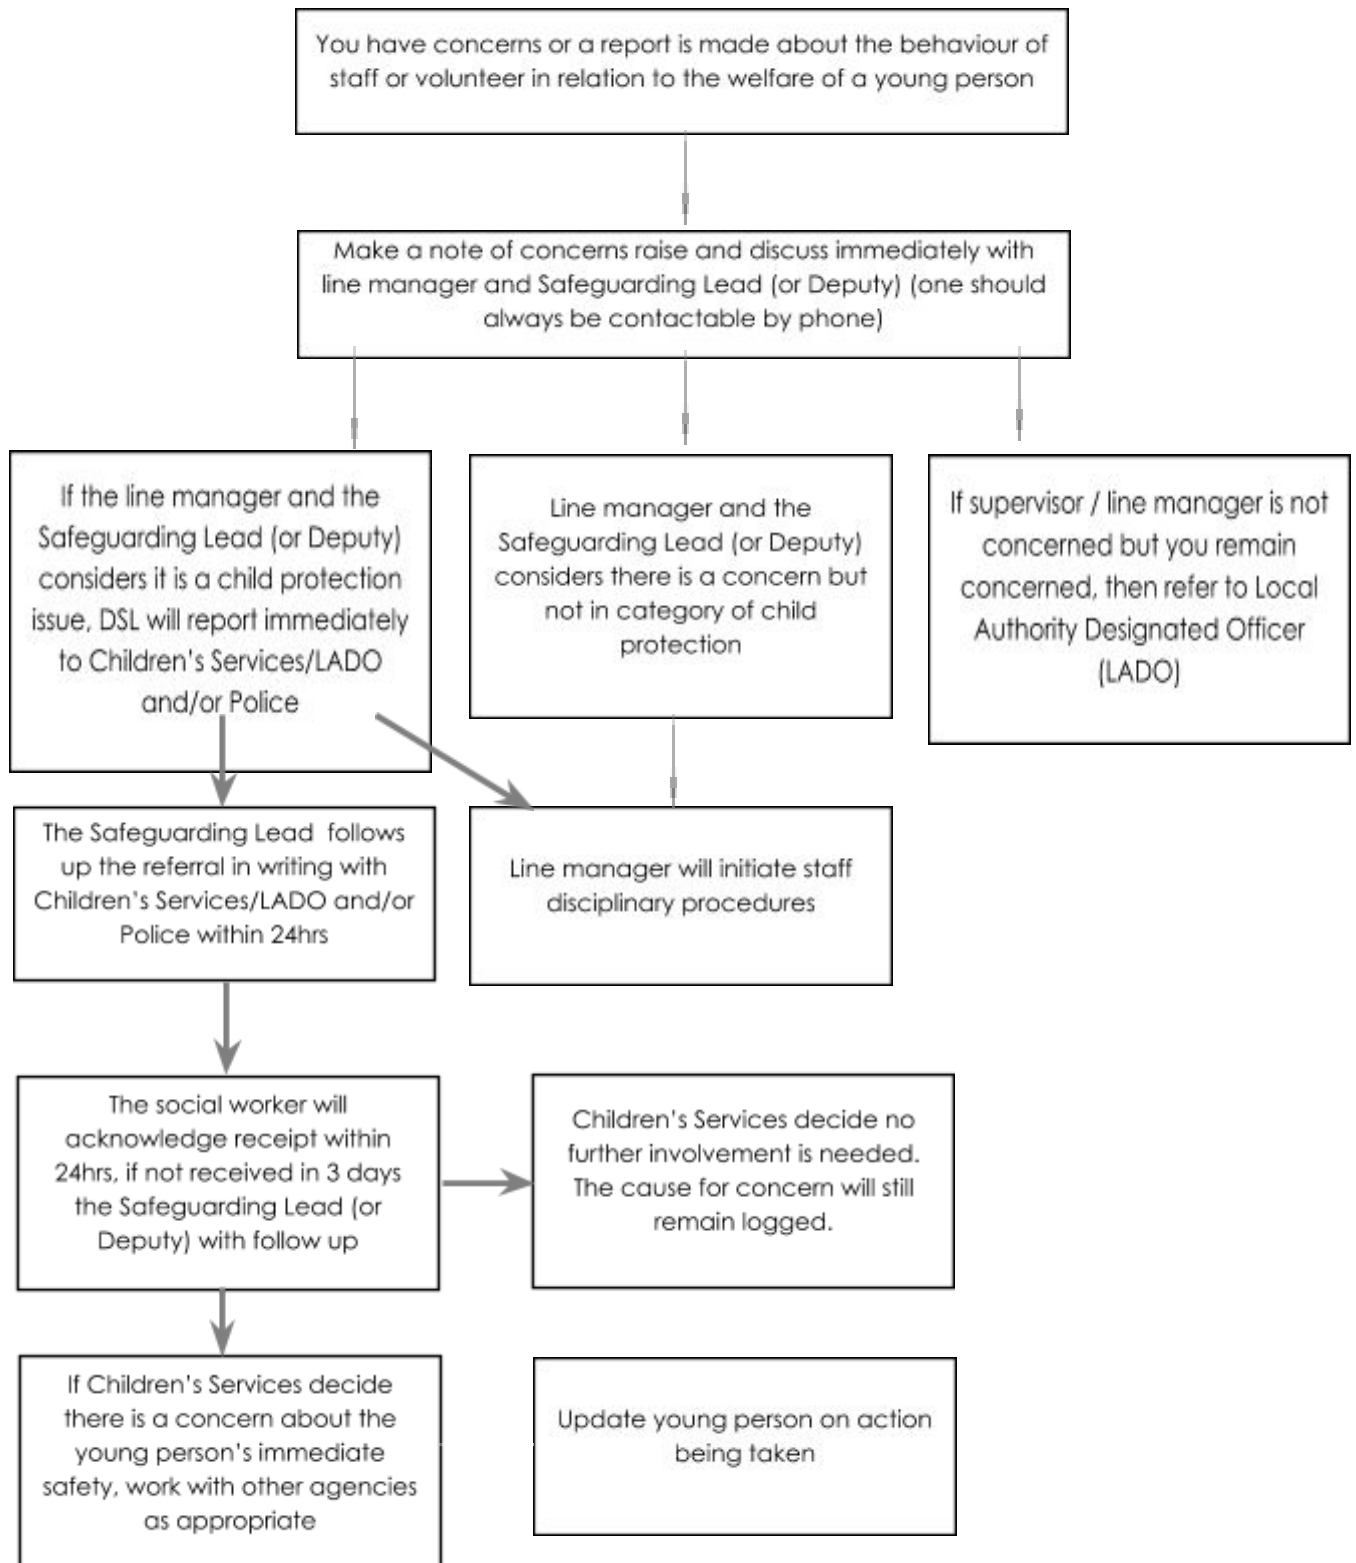 You have concerns or a report is made about the behaviour of
staff or volunteer in relation to the welfare of a young person
Make a note of concerns raise and discuss immediately with
line manager and Safeguarding Lead (or Deputy) (one should
always be contactable by phone)
If the line manager and the
Safeguarding Lead (or Deputy)
considers it is a child protection
issue, DSL will report immediately
to Children's Services/LADO
and/or Police
Line manager and the
Safeguarding Lead (or Deputy)
considers there is a concern but
not in category of child
protection
If supervisor / line manager is not
concerned but you remain
concerned, then refer to Local
Authority Designated Officer
(LADO)
The Safeguarding Lead  follows
up the referral in writing with
Children's Services/LADO and/or
Police within 24hrs
Line manager will initiate staff
disciplinary procedures
The social worker will
acknowledge receipt within
24hrs, if not received in 3 days
the Safeguarding Lead (or
Deputy) with follow up
Children's Services decide no
further involvement is needed.
The cause for concern will still
remain logged.
If Children's Services decide
there is a concern about the
young person's immediate
safety, work with other agencies
as appropriate
Update young person on action
being taken